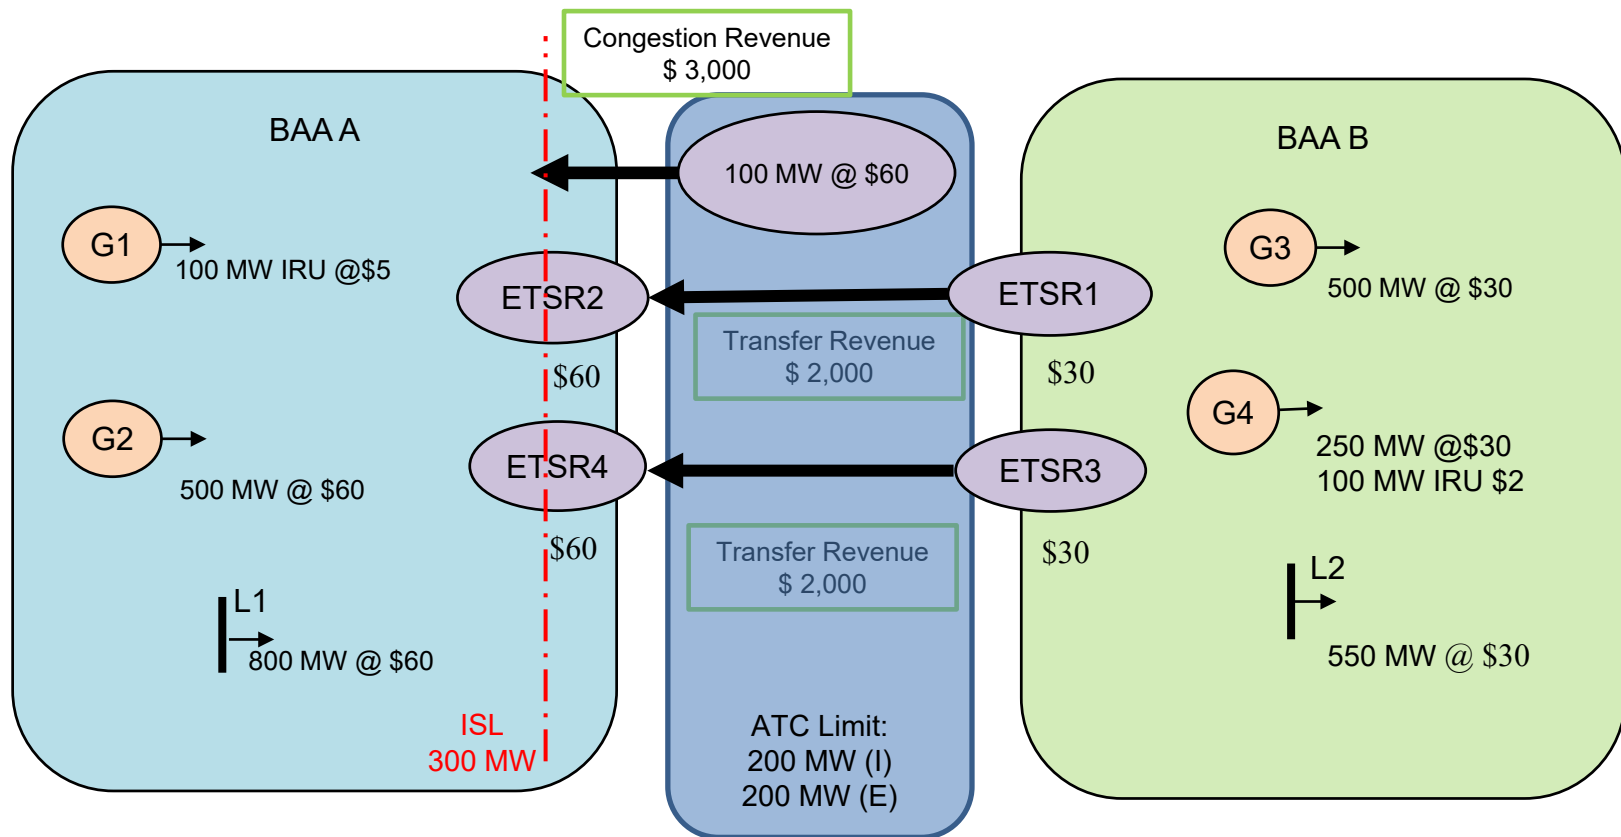 Congestion Revenue
$ 3,000
BAA A
100 MW @ $60
BAA B
G1
100 MW IRU @$5
G3
500 MW @ $30
ETSR2
ETSR1
Transfer Revenue
$ 2,000
$60
$30
G2
500 MW @ $60
G4
250 MW @$30
100 MW IRU $2
ETSR4
ETSR3
$60
$30
Transfer Revenue
$ 2,000
L1
800 MW @ $60
L2
550 MW @ $30
ISL
300 MW
ATC Limit:
200 MW (I)
200 MW (E)